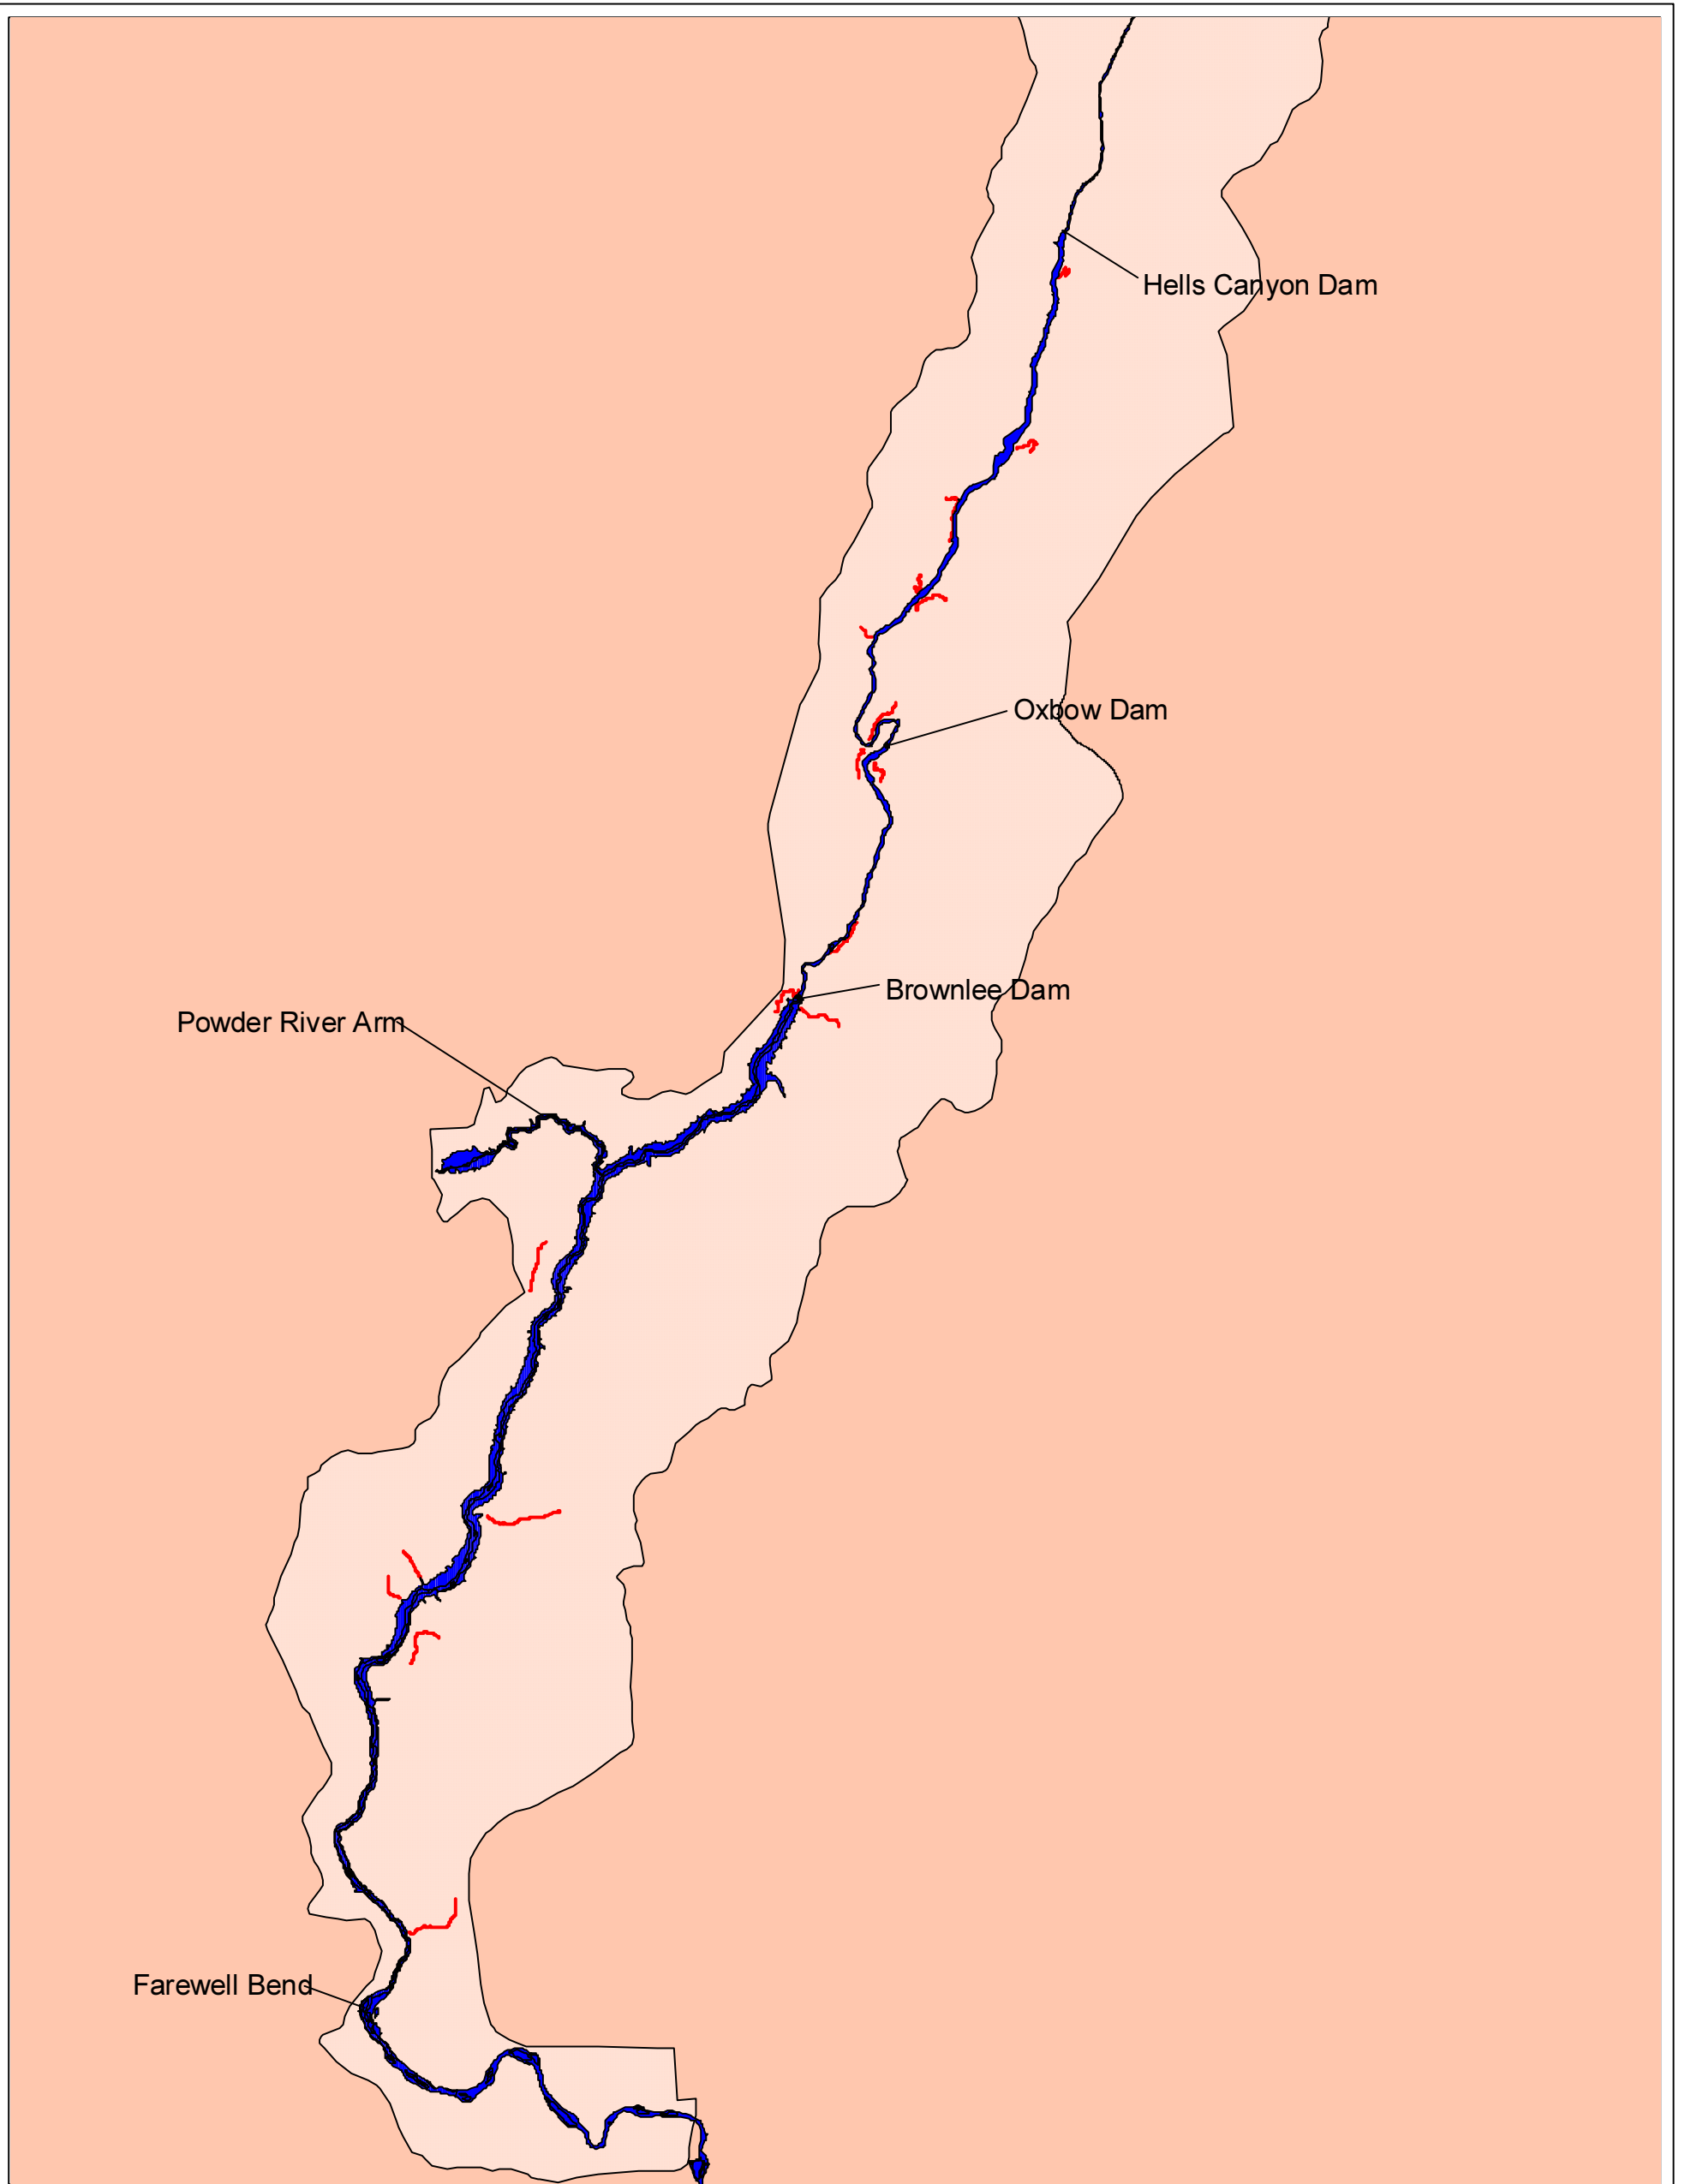 Hells Canyon Dam
Oxbow Dam
Brownlee Dam
Powder River Arm
Farewell Bend